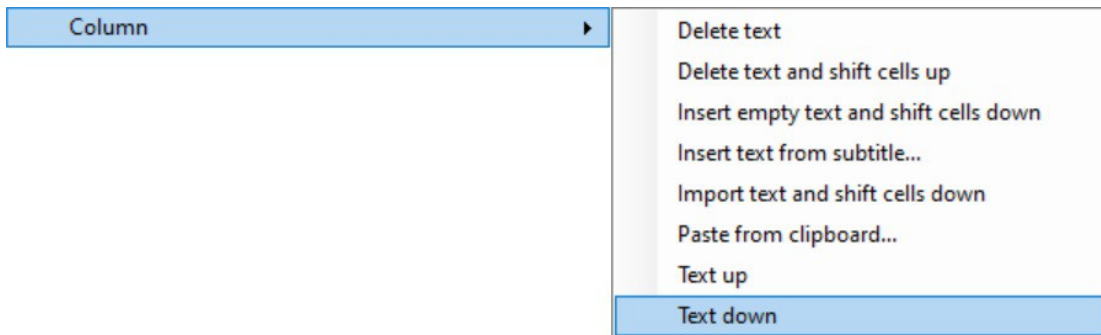 Column
Delete text
Delete text and shift cells up
Insert empty text and shift cells down
Insert text from subtitle...
Import text and shift cells down
Paste from clipboard...
Text up
Text down